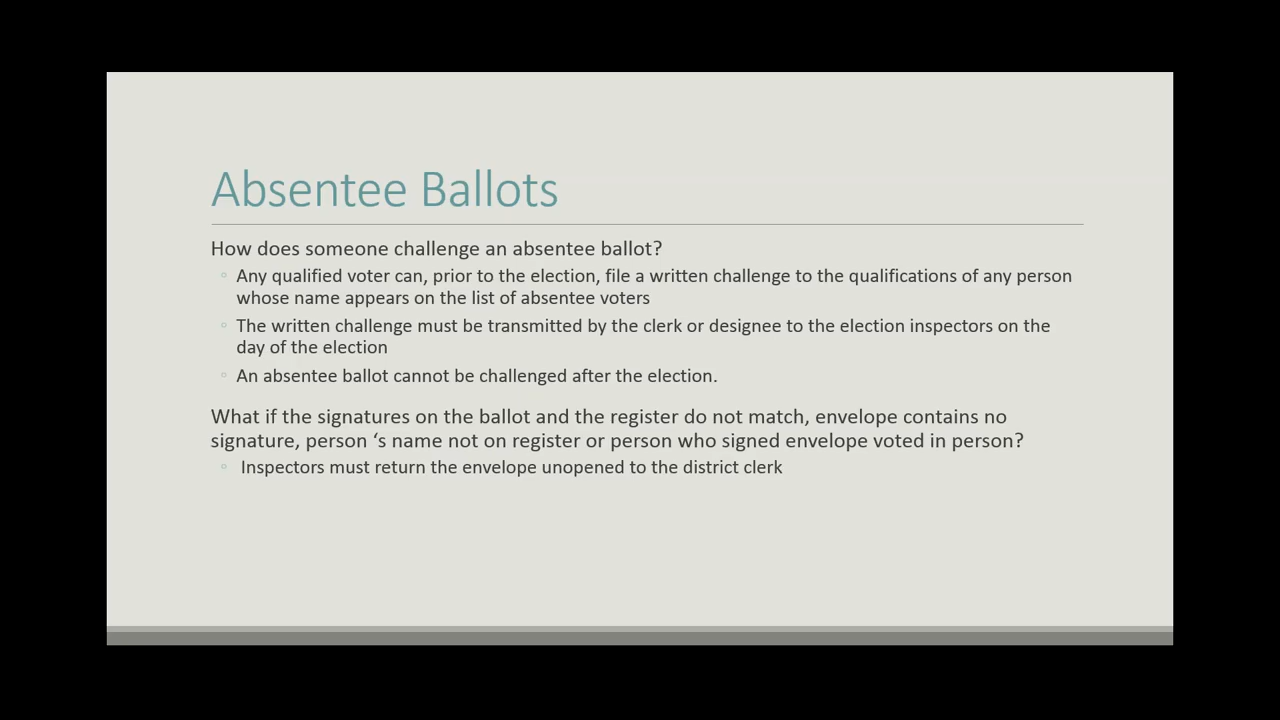 Absentee Ballots
How does someone challenge an absentee ballot?
◦ Any qualified voter can, prior to the election, file a written challenge to the qualifications of any person
whose name appears on the list of absentee voters
◦ The written challenge must be transmitted by the clerk or designee to the election inspectors on the
day of the election
◦ An absentee ballot cannot be challenged after the election.
What if the signatures on the ballot and the register do not match, envelope contains no
signature, person ‘s name not on register or person who signed envelope voted in person?
◦ Inspectors must return the envelope unopened to the district clerk